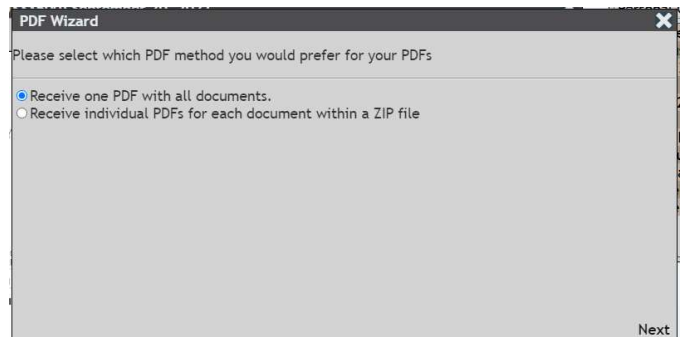 PDF Wizard
Please select which PDF method you would prefer for your PDFs
Receive one PDF with all documents.
Receive individual PDFs for each document within a ZIP file
Next